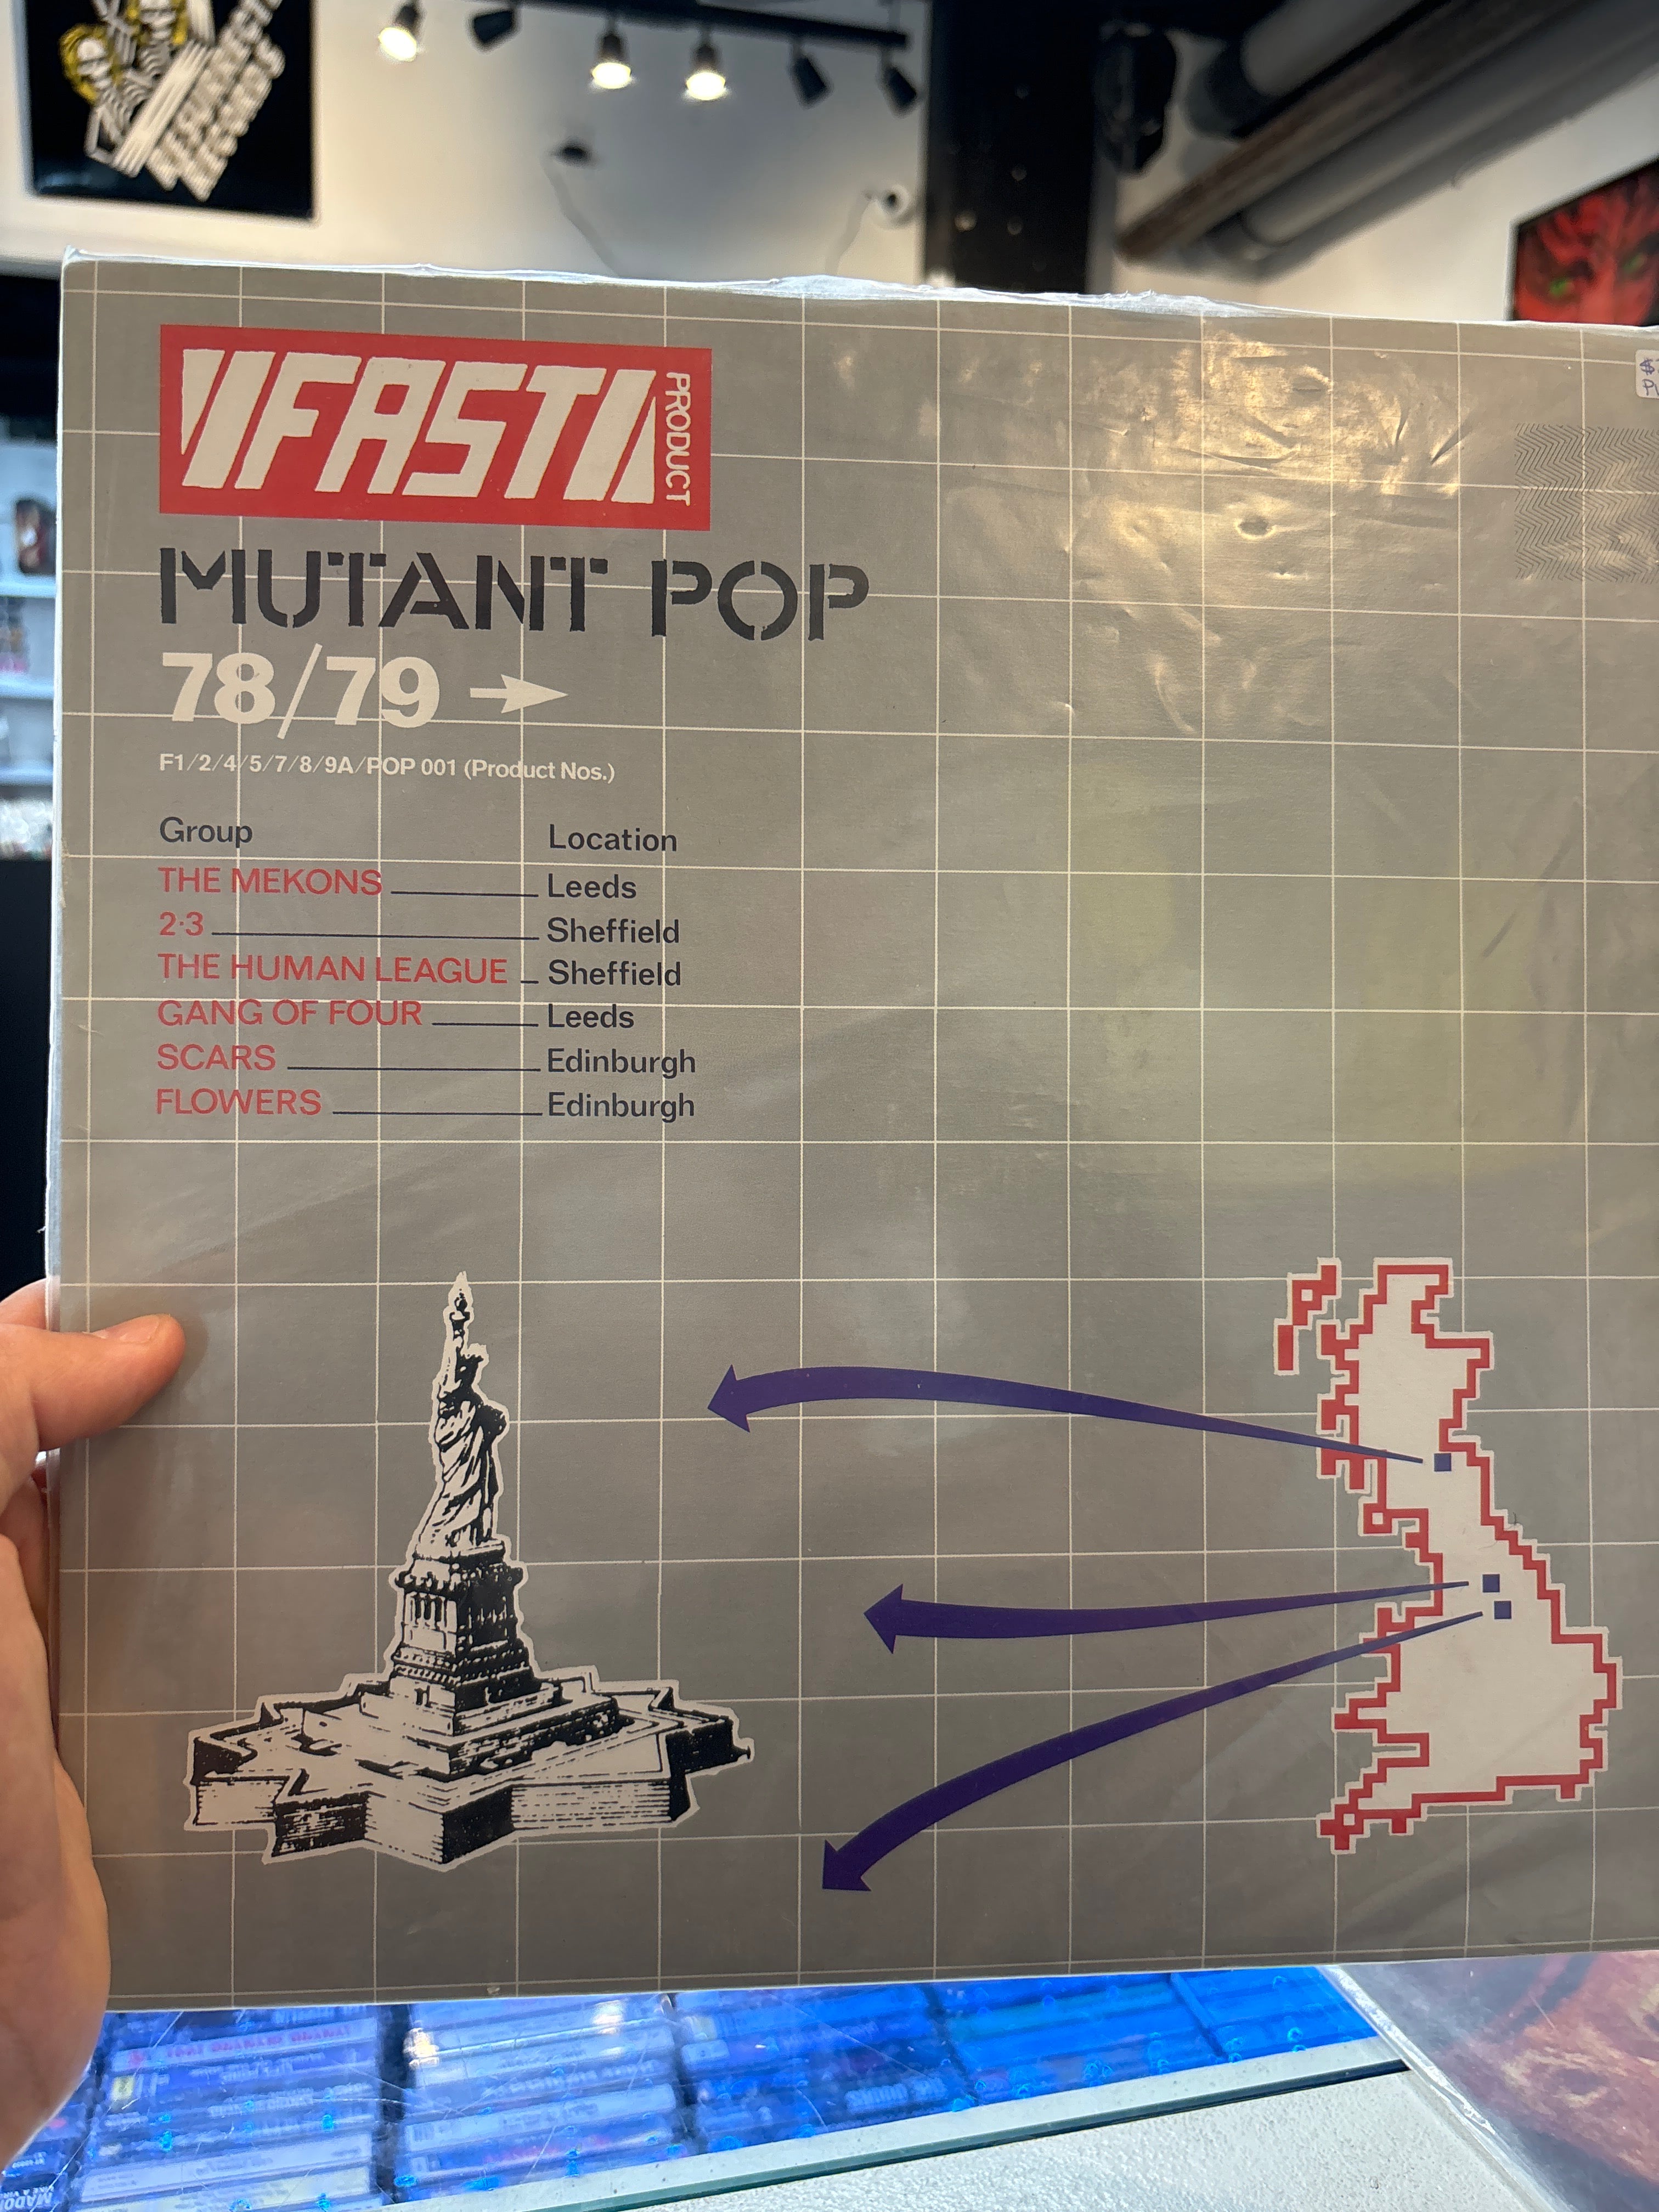 FAST
PRODUCT
MUTANT POP
78/79
F1/2/4/5/7/8/9A/POP 001 (Product Nos.)
Group Location
THE MEKONS Leeds
2·3 Sheffield
THE HUMAN LEAGUE Sheffield
GANG OF FOUR Leeds
SCARS Edinburgh
FLOWERS Edinburgh